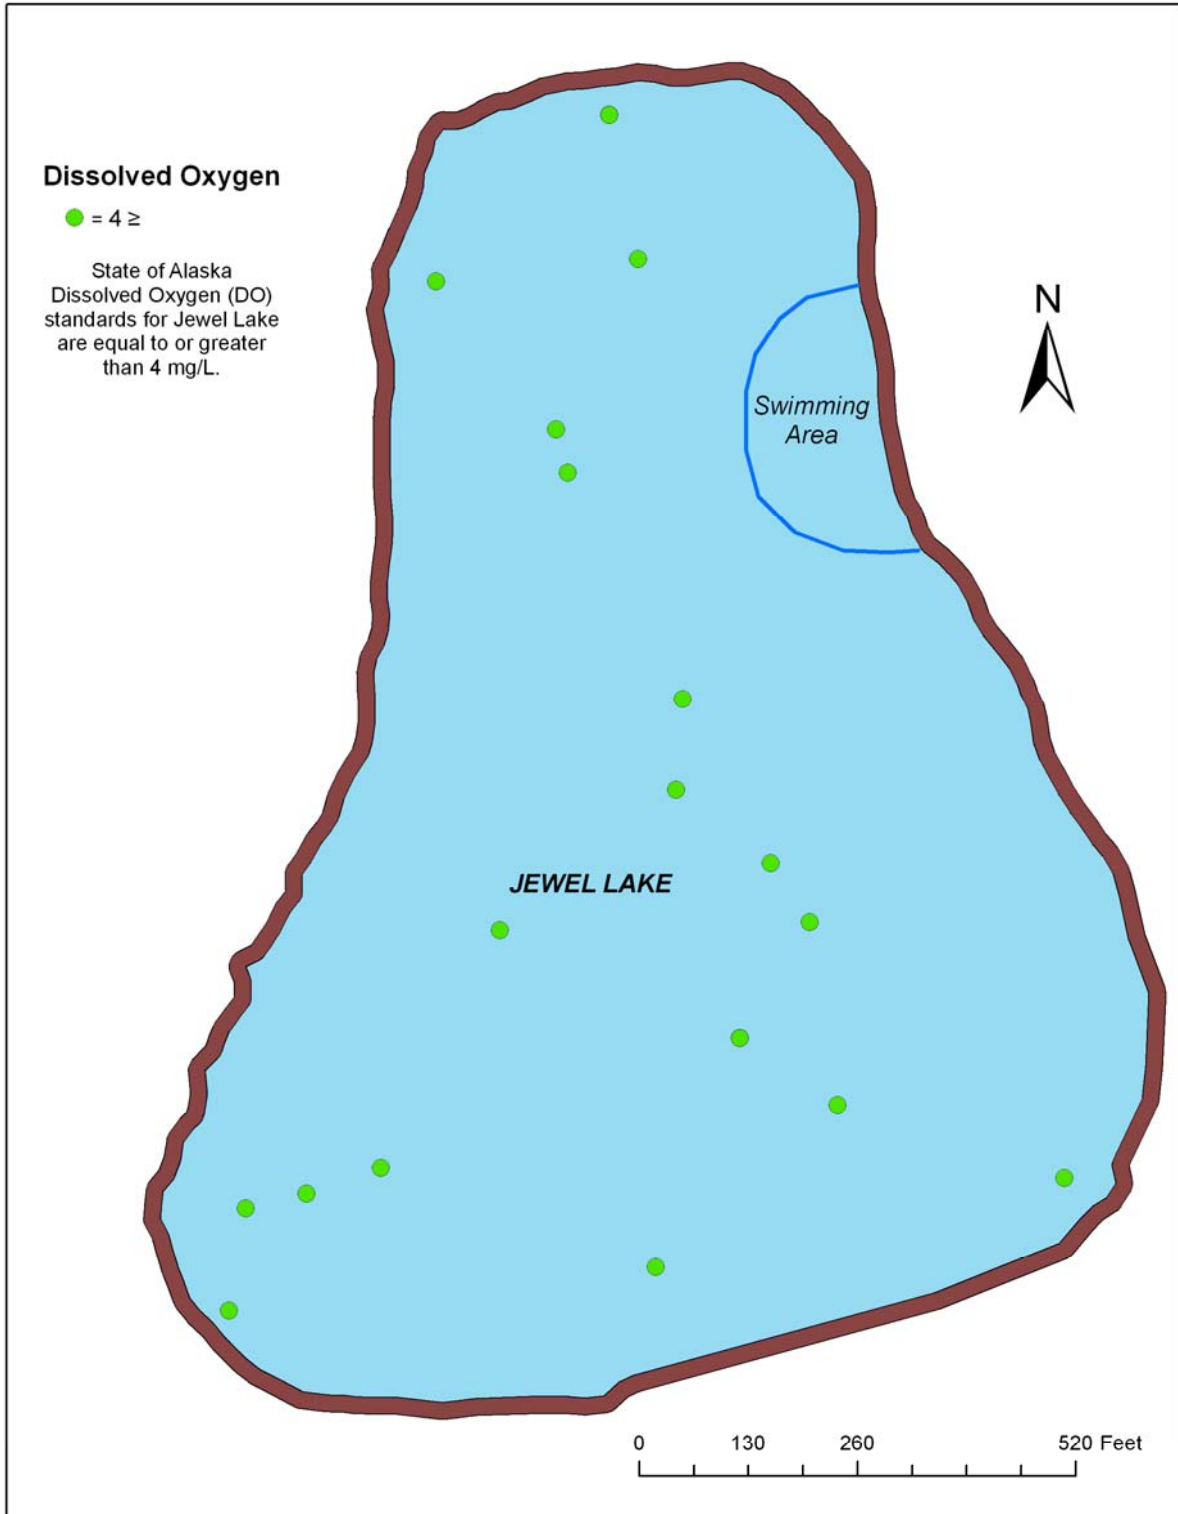 Dissolved Oxygen
= 4 ≥
State of Alaska
Dissolved Oxygen (DO)
standards for Jewel Lake
are equal to or greater
than 4 mg/L.
N
Swimming
Area
JEWEL LAKE
0 130 260 520 Feet